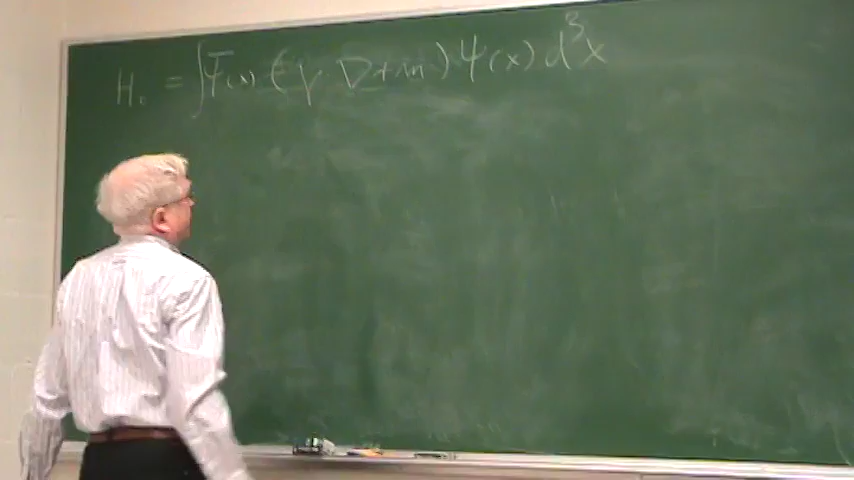 H₀ = ∫ ψ̄(x) (γ · ∇ + m) ψ(x) d³x